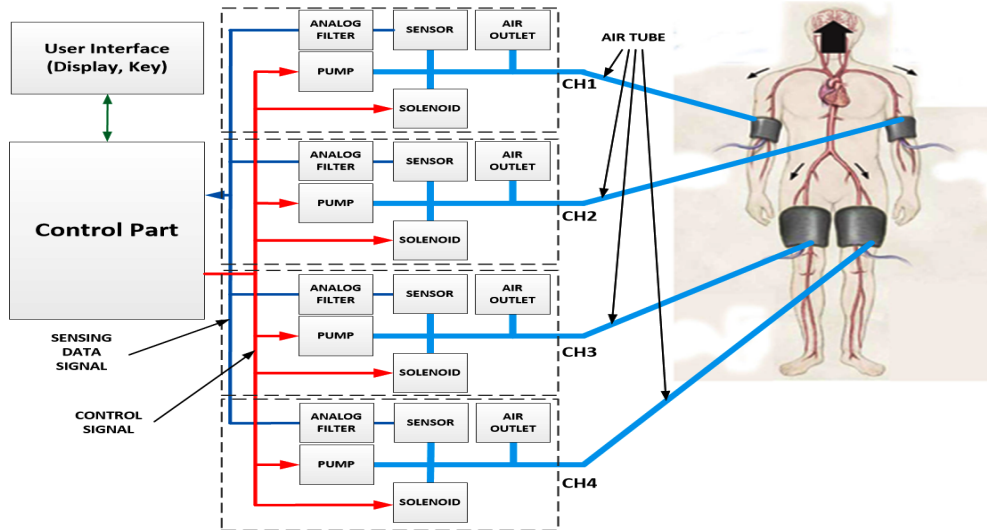 User Interface
(Display, Key)
Control Part
SENSING
DATA
SIGNAL
CONTROL
SIGNAL
ANALOG
FILTER
SENSOR
AIR
OUTLET
PUMP
SOLENOID
CH1
ANALOG
FILTER
SENSOR
AIR
OUTLET
PUMP
SOLENOID
CH2
ANALOG
FILTER
SENSOR
AIR
OUTLET
PUMP
SOLENOID
CH3
ANALOG
FILTER
SENSOR
AIR
OUTLET
PUMP
SOLENOID
CH4
AIR TUBE